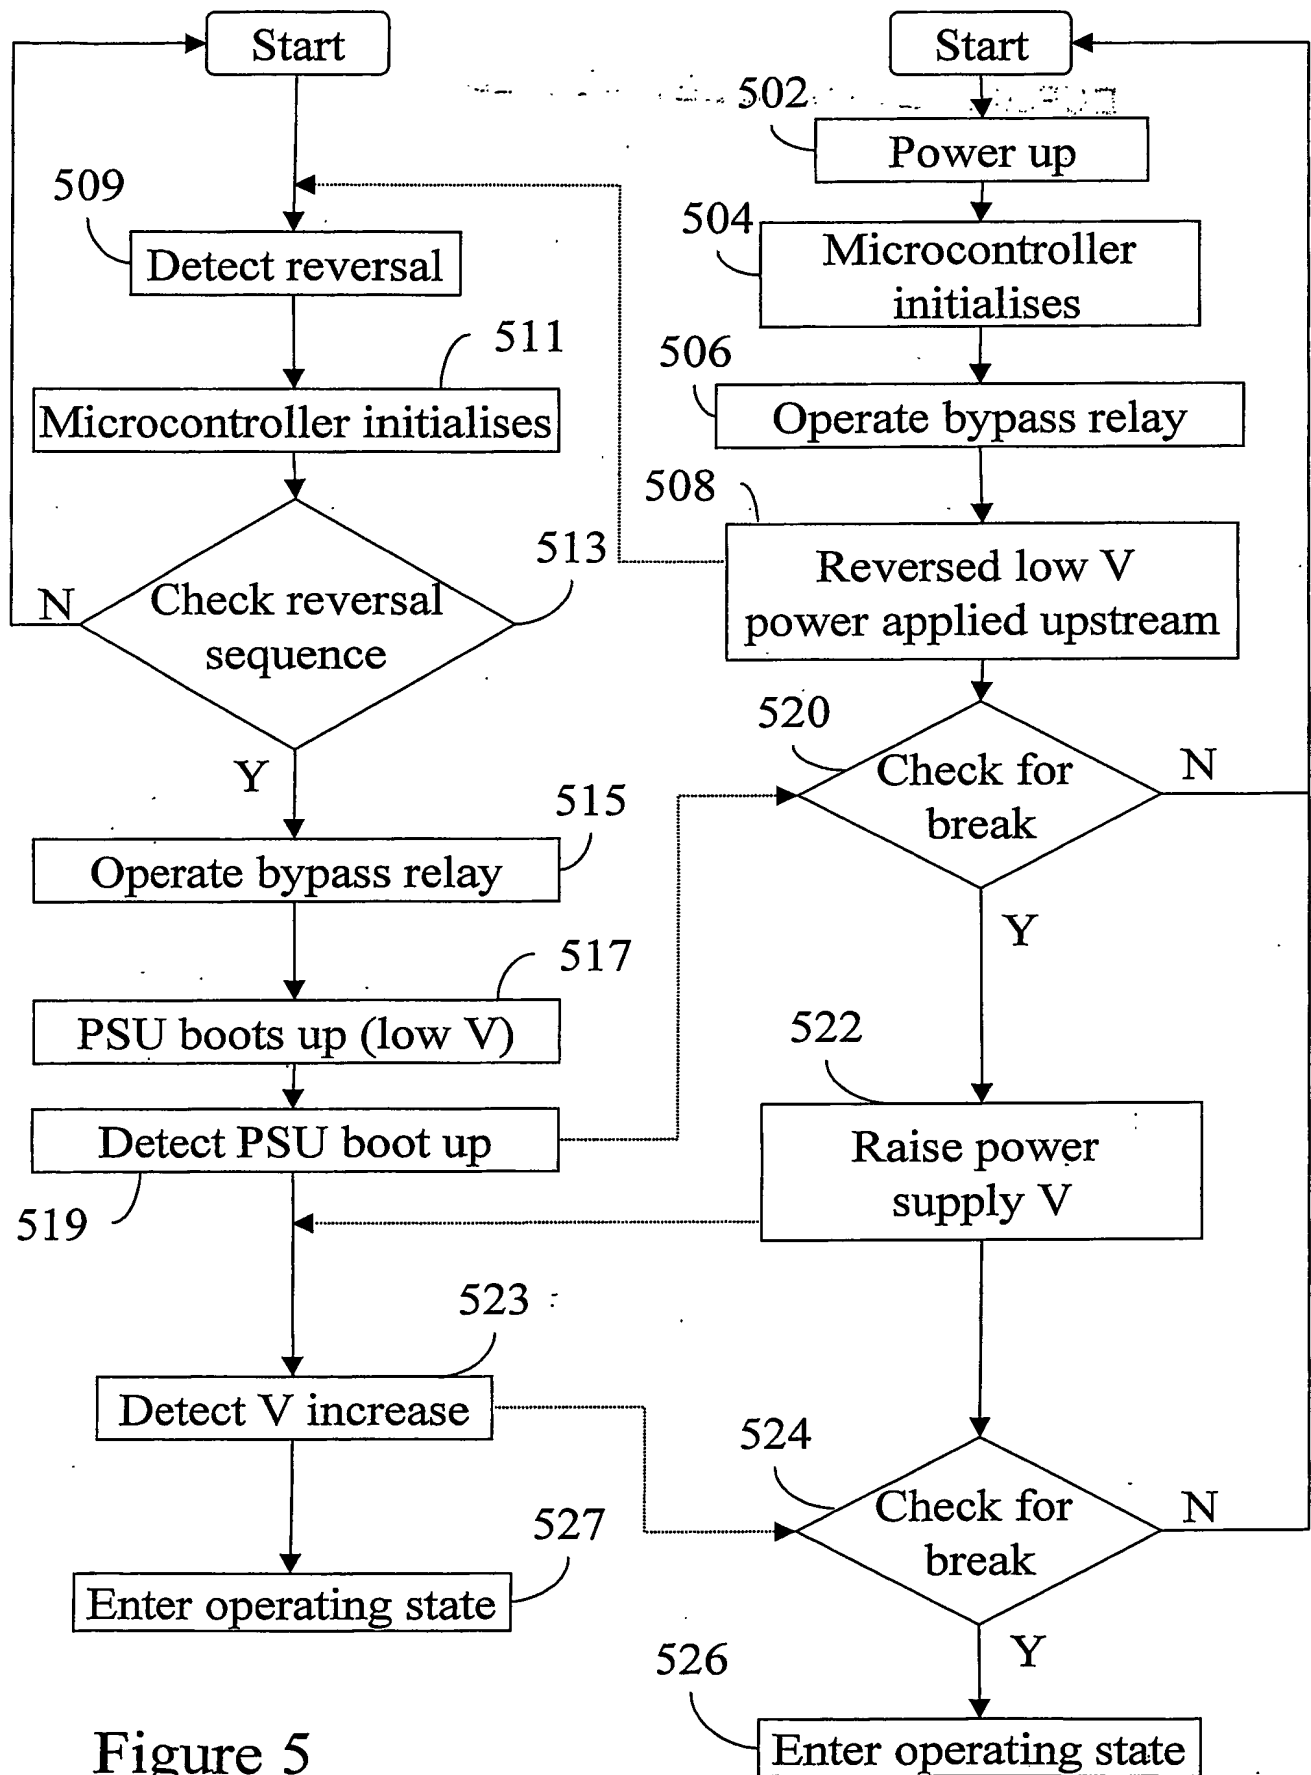 Start
509
Detect reversal
511
Microcontroller initialises
513
Check reversal
sequence
N
Y
515
Operate bypass relay
517
PSU boots up (low V)
Detect PSU boot up
519
523
Detect V increase
527
Enter operating state
Start
502
Power up
504
Microcontroller
initialises
506
Operate bypass relay
508
Reversed low V
power applied upstream
520
Check for
break
N
Y
522
Raise power
supply V
524
Check for
break
N
Y
526
Enter operating state
Figure 5